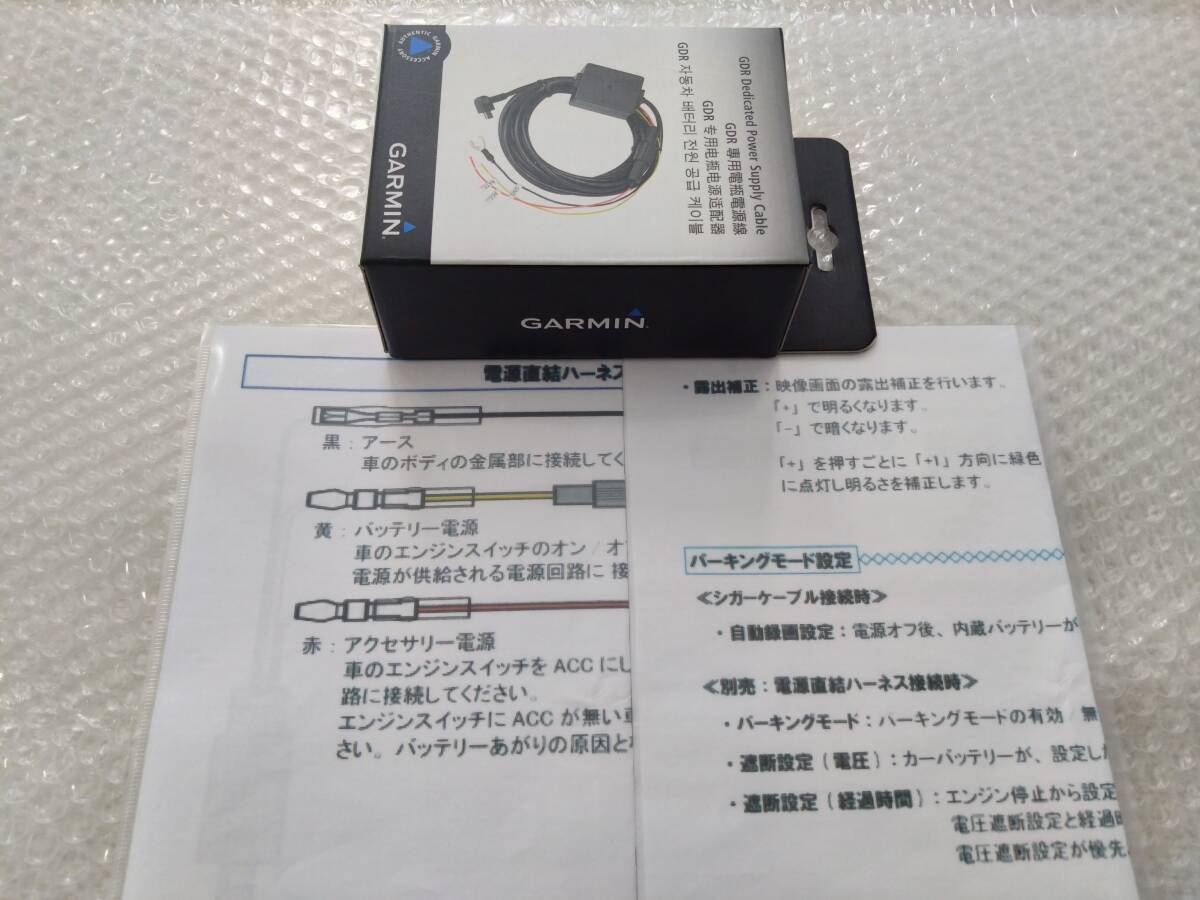 AUTHENTIC GARMIN ACCESSORY
GARMIN
GDR Dedicated Power Supply Cable
GDR 專用電瓶電源線
GDR 专用电瓶电源适配器
GDR 자동차 배터리 전원 공급 케이블
GARMIN
電源直結ハーネス
黒：アース
車のボディの金属部に接続してく
黄：バッテリー電源
車のエンジンスイッチのオン / オ
電源が供給される電源回路に 接
赤：アクセサリー電源
車のエンジンスイッチを ACC にし
路に接続してください。
エンジンスイッチに ACC が無い車
さい。バッテリーあがりの原因と
・露出補正：映像画面の露出補正を行います。
「+」で明るくなります。
「−」で暗くなります。
「+」を押すごとに「+1」方向に緑色
に点灯し明るさを補正します。
パーキングモード設定
≪シガーケーブル接続時≫
・自動録画設定：電源オフ後、内蔵バッテリーが
≪別売：電源直結ハーネス接続時≫
・パーキングモード：パーキングモードの有効 / 無
・遮断設定（電圧）：カーバッテリーが、設定した
・遮断設定（経過時間）：エンジン停止から設定
電圧遮断設定と経過時
電圧遮断設定が優先